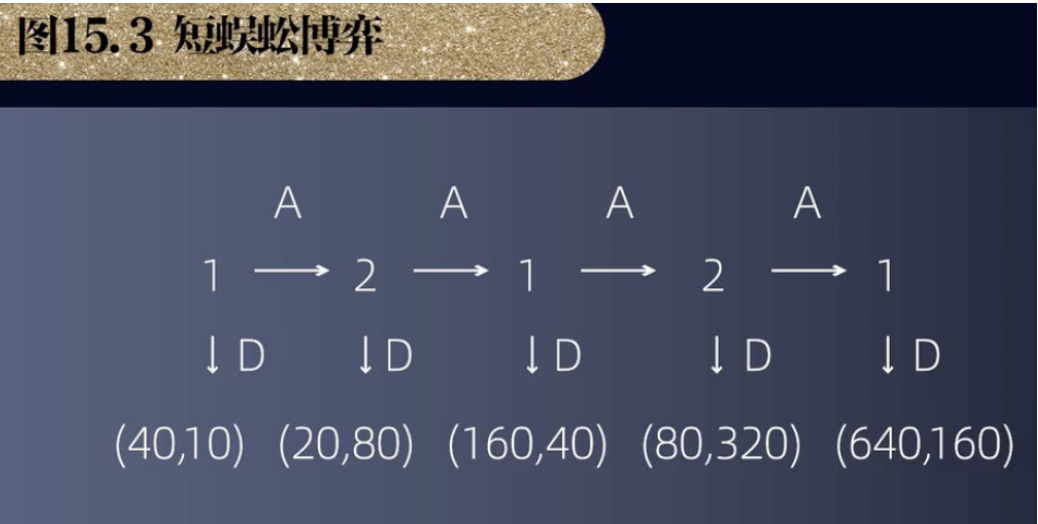 图15.3 短蜈蚣博弈
A A A A
1 → 2 → 1 → 2 → 1
↓ D ↓ D ↓ D ↓ D ↓ D
(40,10) (20,80) (160,40) (80,320) (640,160)